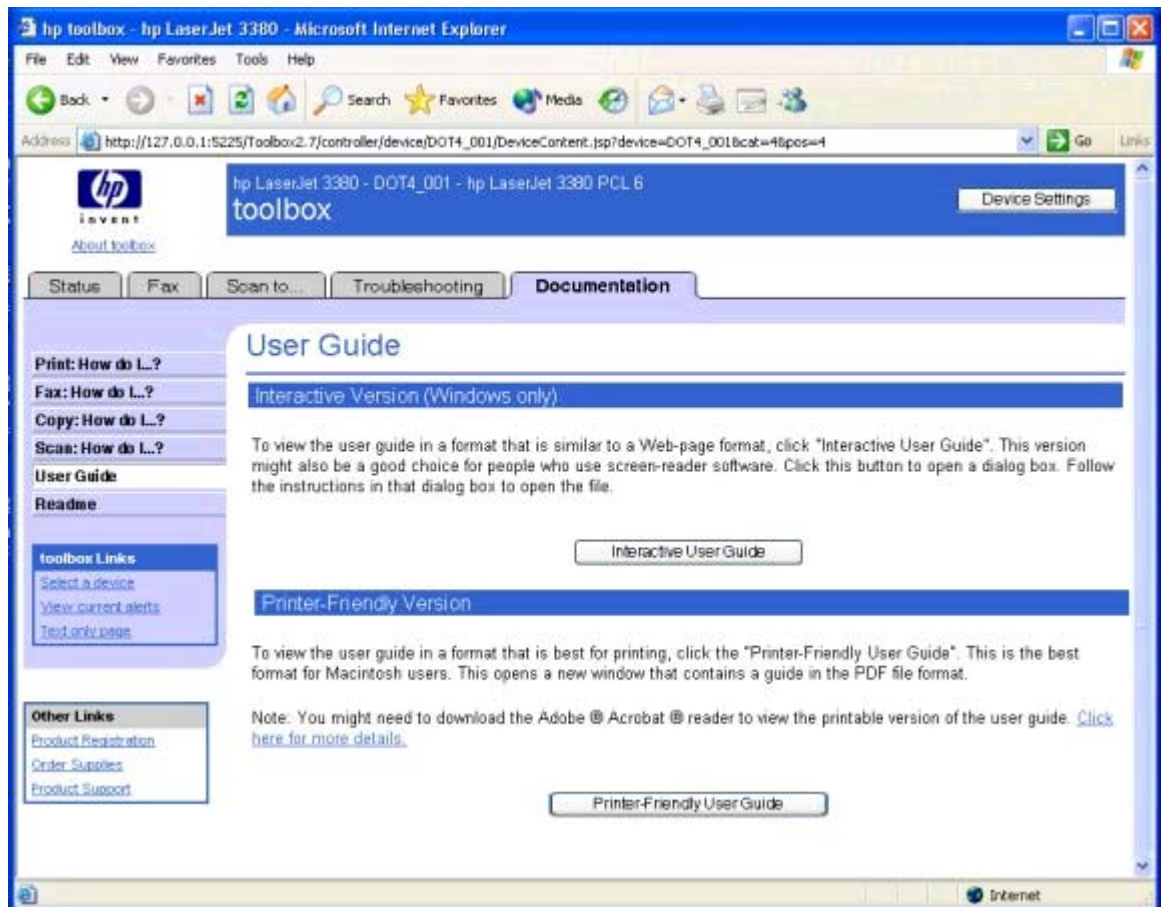 hp toolbox - hp LaserJet 3380 - Microsoft Internet Explorer
File Edit View Favorites Tools Help
Back Search Favorites Media
Address http://127.0.0.1:5225/Toolbox2.7/controller/device/DOT4_001/DeviceContent.jsp?device=DOT4_001&cat=4&pos=4 Go Links
hp
invent
About toolbox
hp LaserJet 3380 - DOT4_001 - hp LaserJet 3380 PCL 6
toolbox
Device Settings
Status Fax Scan to... Troubleshooting Documentation
Print: How do I...?
Fax: How do I...?
Copy: How do I...?
Scan: How do I...?
User Guide
Readme
toolbox Links
Select a device
View current alerts
Text only page
Other Links
Product Registration
Order Supplies
Product Support
User Guide
Interactive Version (Windows only)
To view the user guide in a format that is similar to a Web-page format, click "Interactive User Guide". This version
might also be a good choice for people who use screen-reader software. Click this button to open a dialog box. Follow
the instructions in that dialog box to open the file.
Interactive User Guide
Printer-Friendly Version
To view the user guide in a format that is best for printing, click the "Printer-Friendly User Guide". This is the best
format for Macintosh users. This opens a new window that contains a guide in the PDF file format.
Note: You might need to download the Adobe ® Acrobat ® reader to view the printable version of the user guide. Click
here for more details.
Printer-Friendly User Guide
Internet